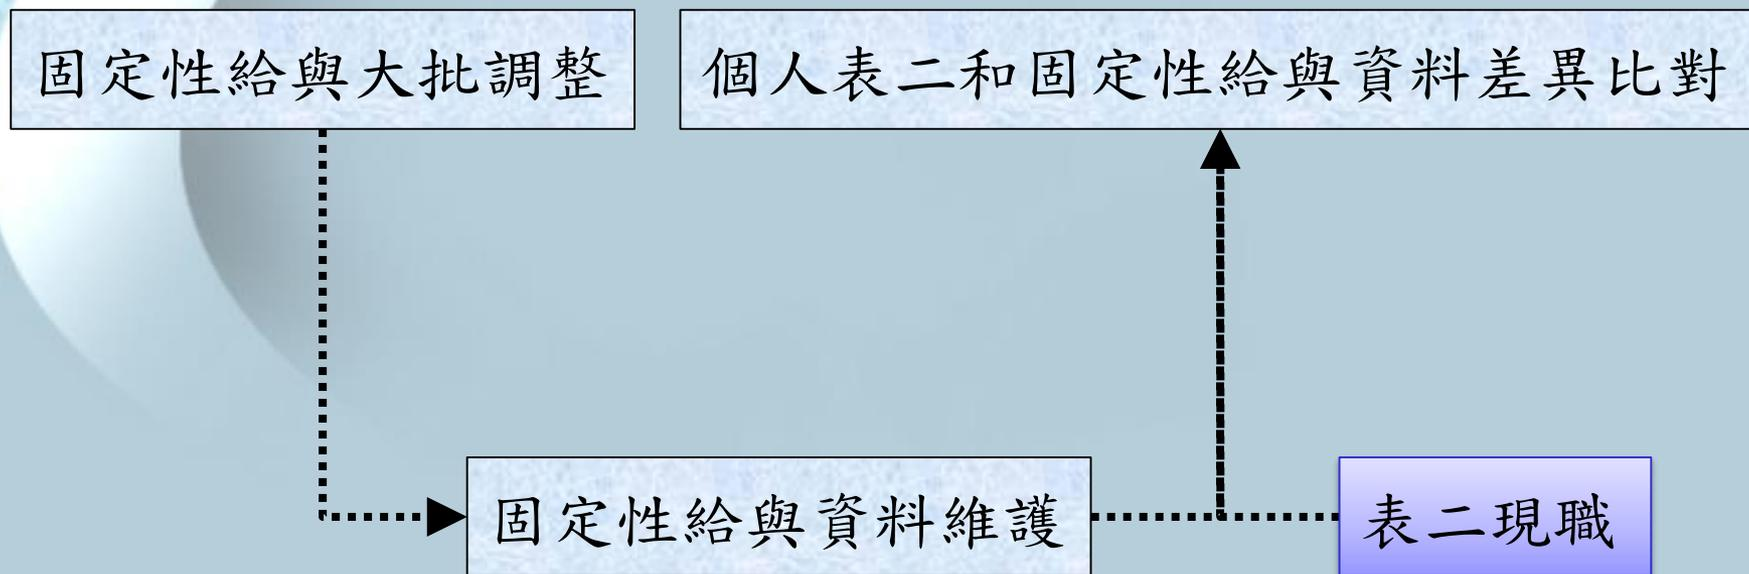 固定性給與大批調整
個人表二和固定性給與資料差異比對
固定性給與資料維護
表二現職